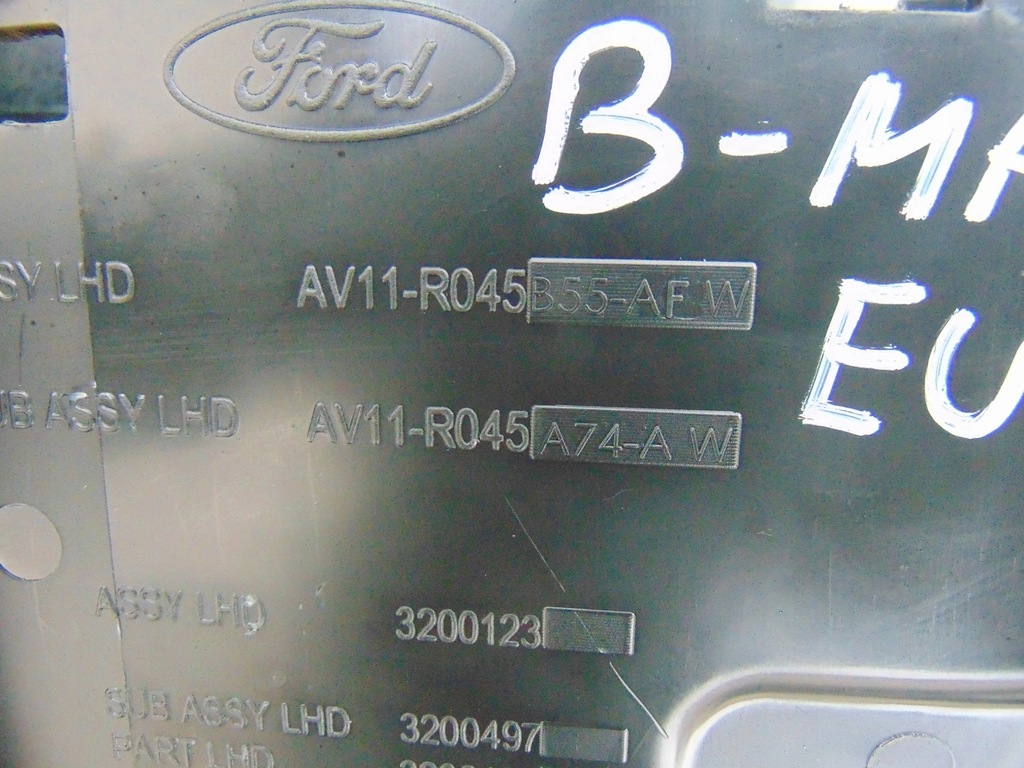 Ford
B-MA
SY LHD AV11-R045B55-AF W
EU
UB ASSY LHD AV11-R045A74-A W
ASSY LHD 3200123
SUB ASSY LHD 3200497
PART LHD